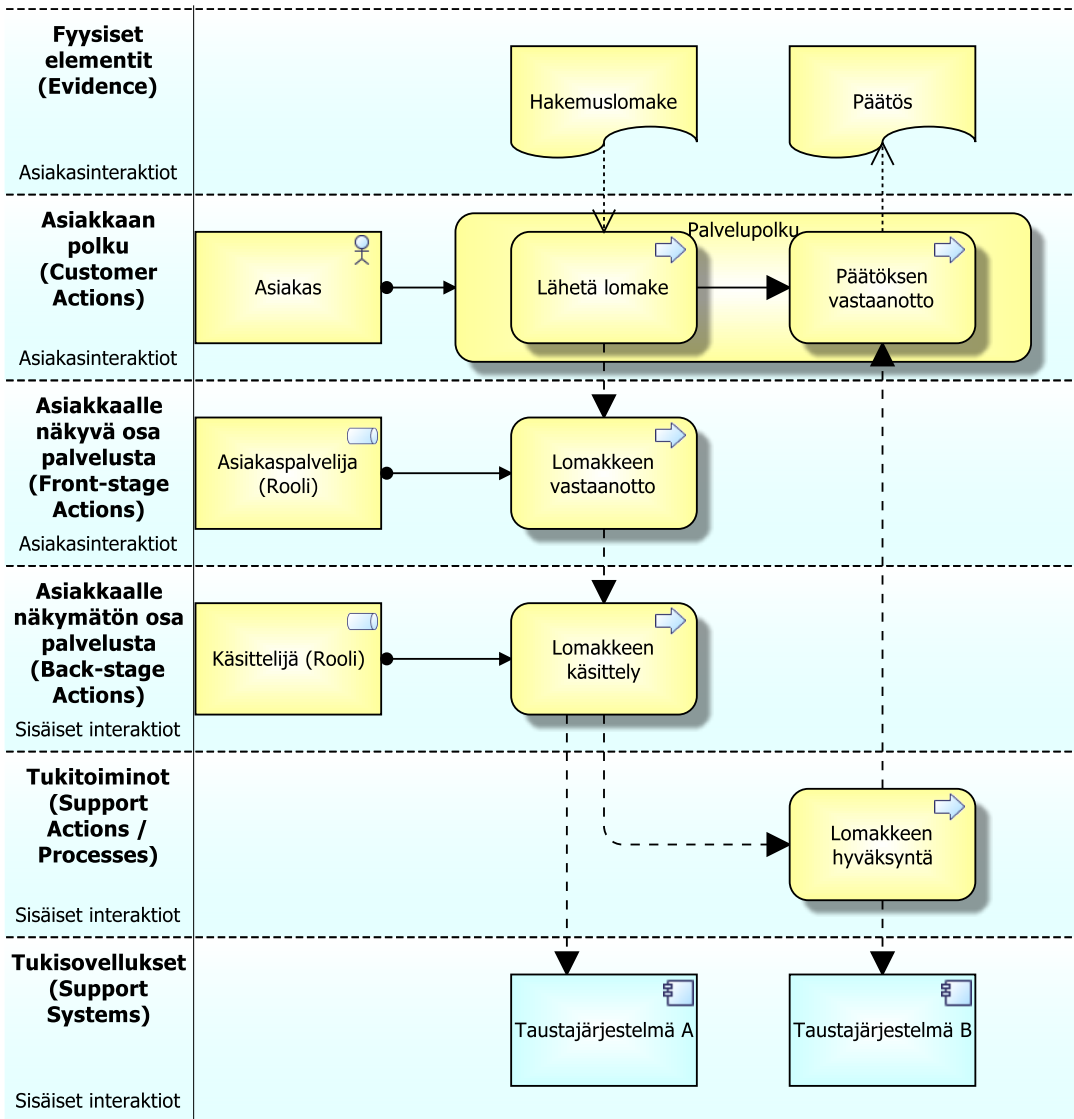 Fyysiset
elementit
(Evidence)
Asiakasinteraktiot
Hakemuslomake
Päätös
Asiakkaan
polku
(Customer
Actions)
Asiakasinteraktiot
Asiakas
Palvelupolku
Lähetä lomake
Päätöksen
vastaanotto
Asiakkaalle
näkyvä osa
palvelusta
(Front-stage
Actions)
Asiakasinteraktiot
Asiakaspalvelija
(Rooli)
Lomakkeen
vastaanotto
Asiakkaalle
näkymätön osa
palvelusta
(Back-stage
Actions)
Sisäiset interaktiot
Käsittelijä (Rooli)
Lomakkeen
käsittely
Tukitoiminot
(Support
Actions /
Processes)
Sisäiset interaktiot
Lomakkeen
hyväksyntä
Tukisovellukset
(Support
Systems)
Sisäiset interaktiot
Taustajärjestelmä A
Taustajärjestelmä B